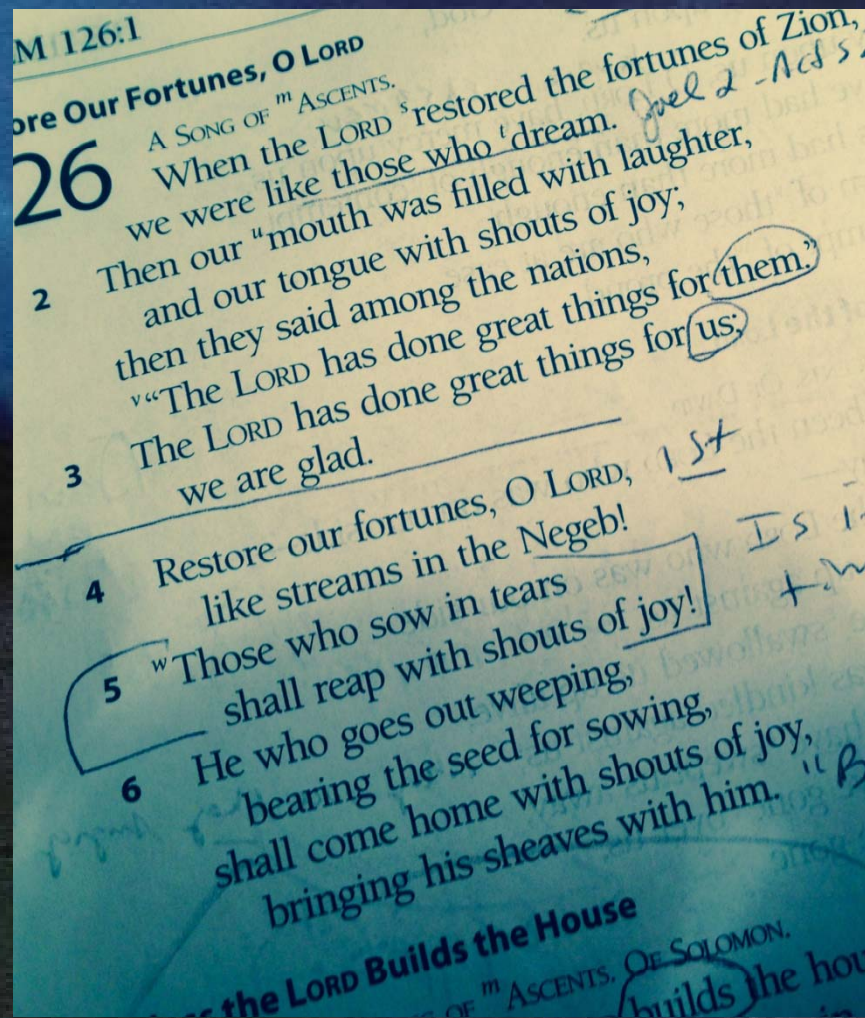 M 126:1
ore Our Fortunes, O LORD
26 A SONG OF m ASCENTS.
When the LORD s restored the fortunes of Zion,
we were like those who t dream. Joel 2 - Acts 2
2 Then our u mouth was filled with laughter,
and our tongue with shouts of joy;
then they said among the nations,
v “The LORD has done great things for them.”
3 The LORD has done great things for us;
we are glad.
4 Restore our fortunes, O LORD, 1st
like streams in the Negeb! Is
5 w Those who sow in tears
shall reap with shouts of joy!
6 He who goes out weeping,
bearing the seed for sowing,
shall come home with shouts of joy,
bringing his sheaves with him. “B
the LORD Builds the House
OF m ASCENTS. OF SOLOMON.
builds the hou